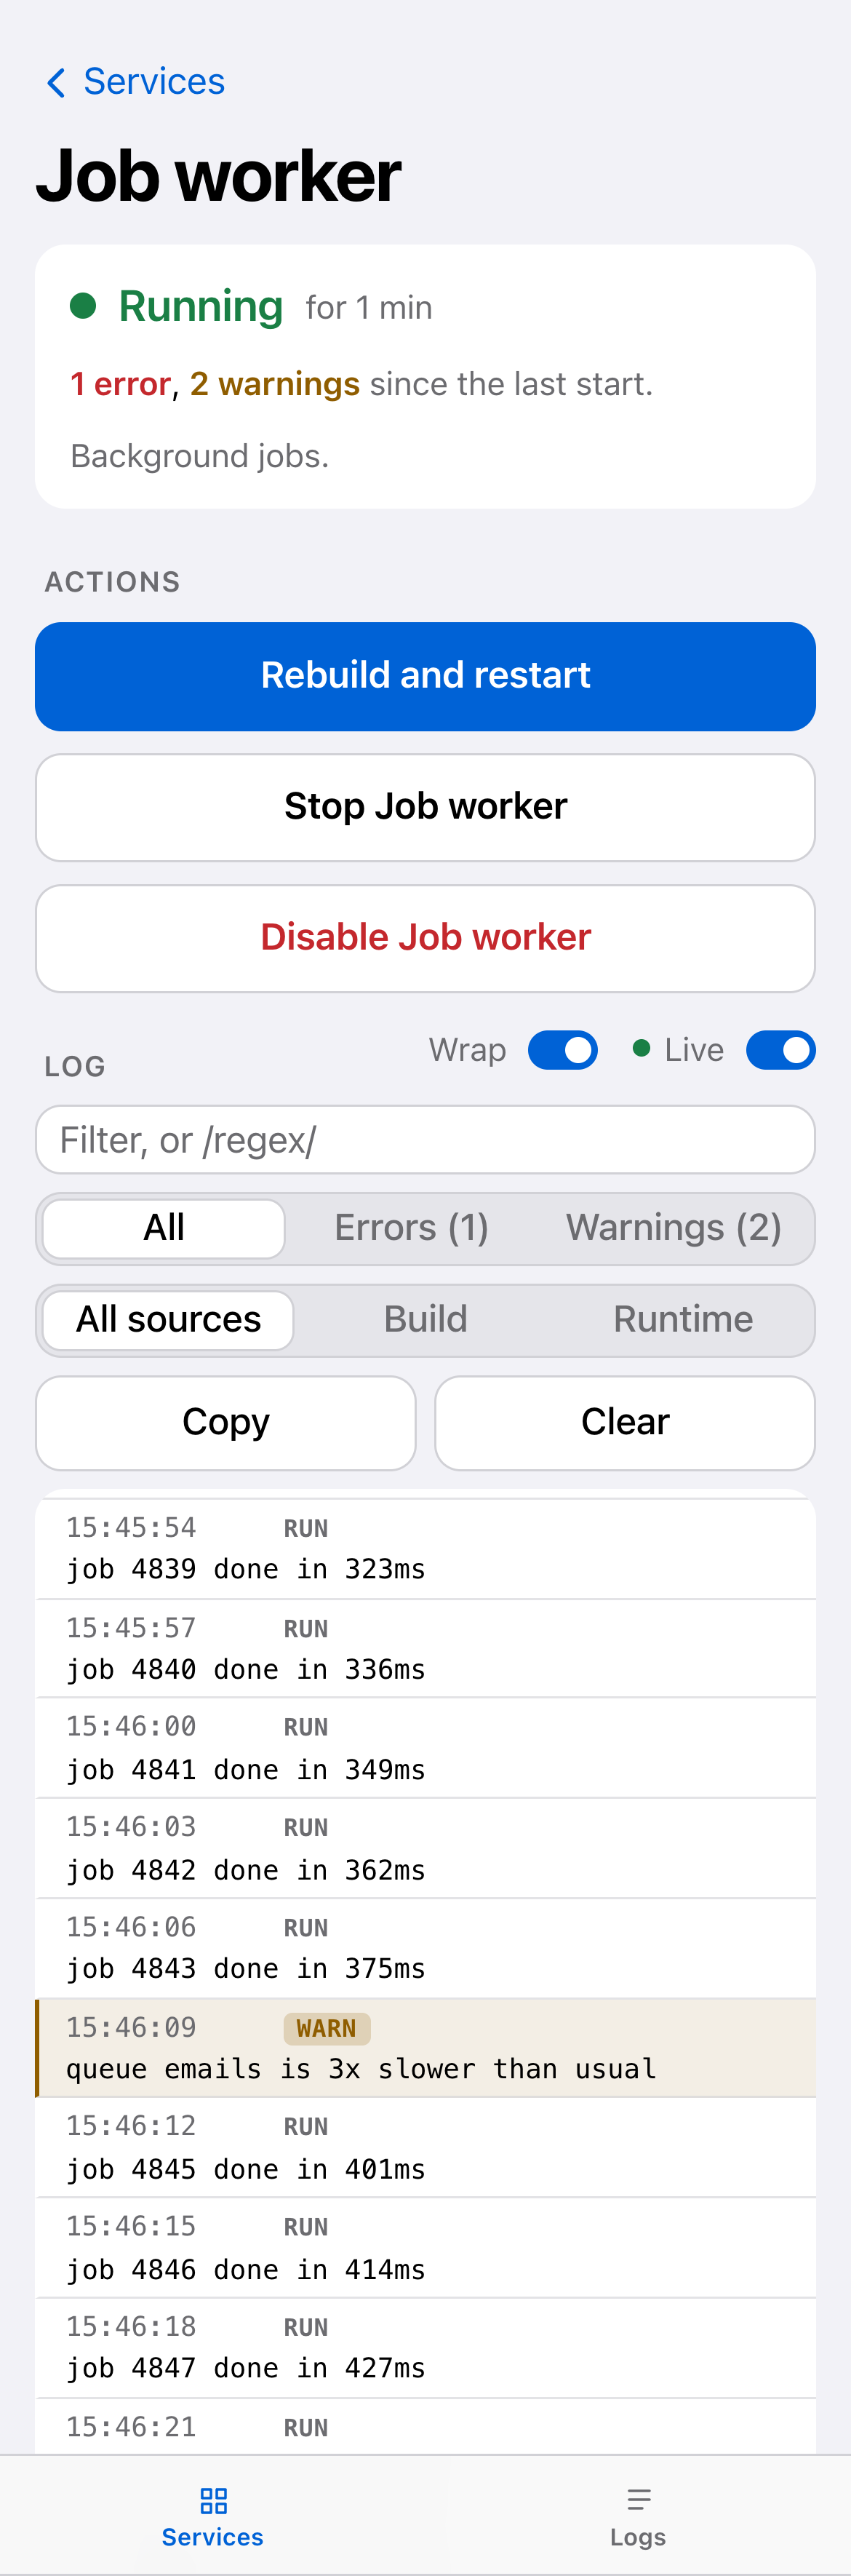 Services
Job worker
Running for 1 min
1 error, 2 warnings since the last start.
Background jobs.
ACTIONS
Rebuild and restart
Stop Job worker
Disable Job worker
LOG Wrap Live
Filter, or /regex/
All Errors (1) Warnings (2)
All sources Build Runtime
Copy Clear
15:45:54 RUN
job 4839 done in 323ms
15:45:57 RUN
job 4840 done in 336ms
15:46:00 RUN
job 4841 done in 349ms
15:46:03 RUN
job 4842 done in 362ms
15:46:06 RUN
job 4843 done in 375ms
15:46:09 WARN
queue emails is 3x slower than usual
15:46:12 RUN
job 4845 done in 401ms
15:46:15 RUN
job 4846 done in 414ms
15:46:18 RUN
job 4847 done in 427ms
15:46:21 RUN
Services Logs